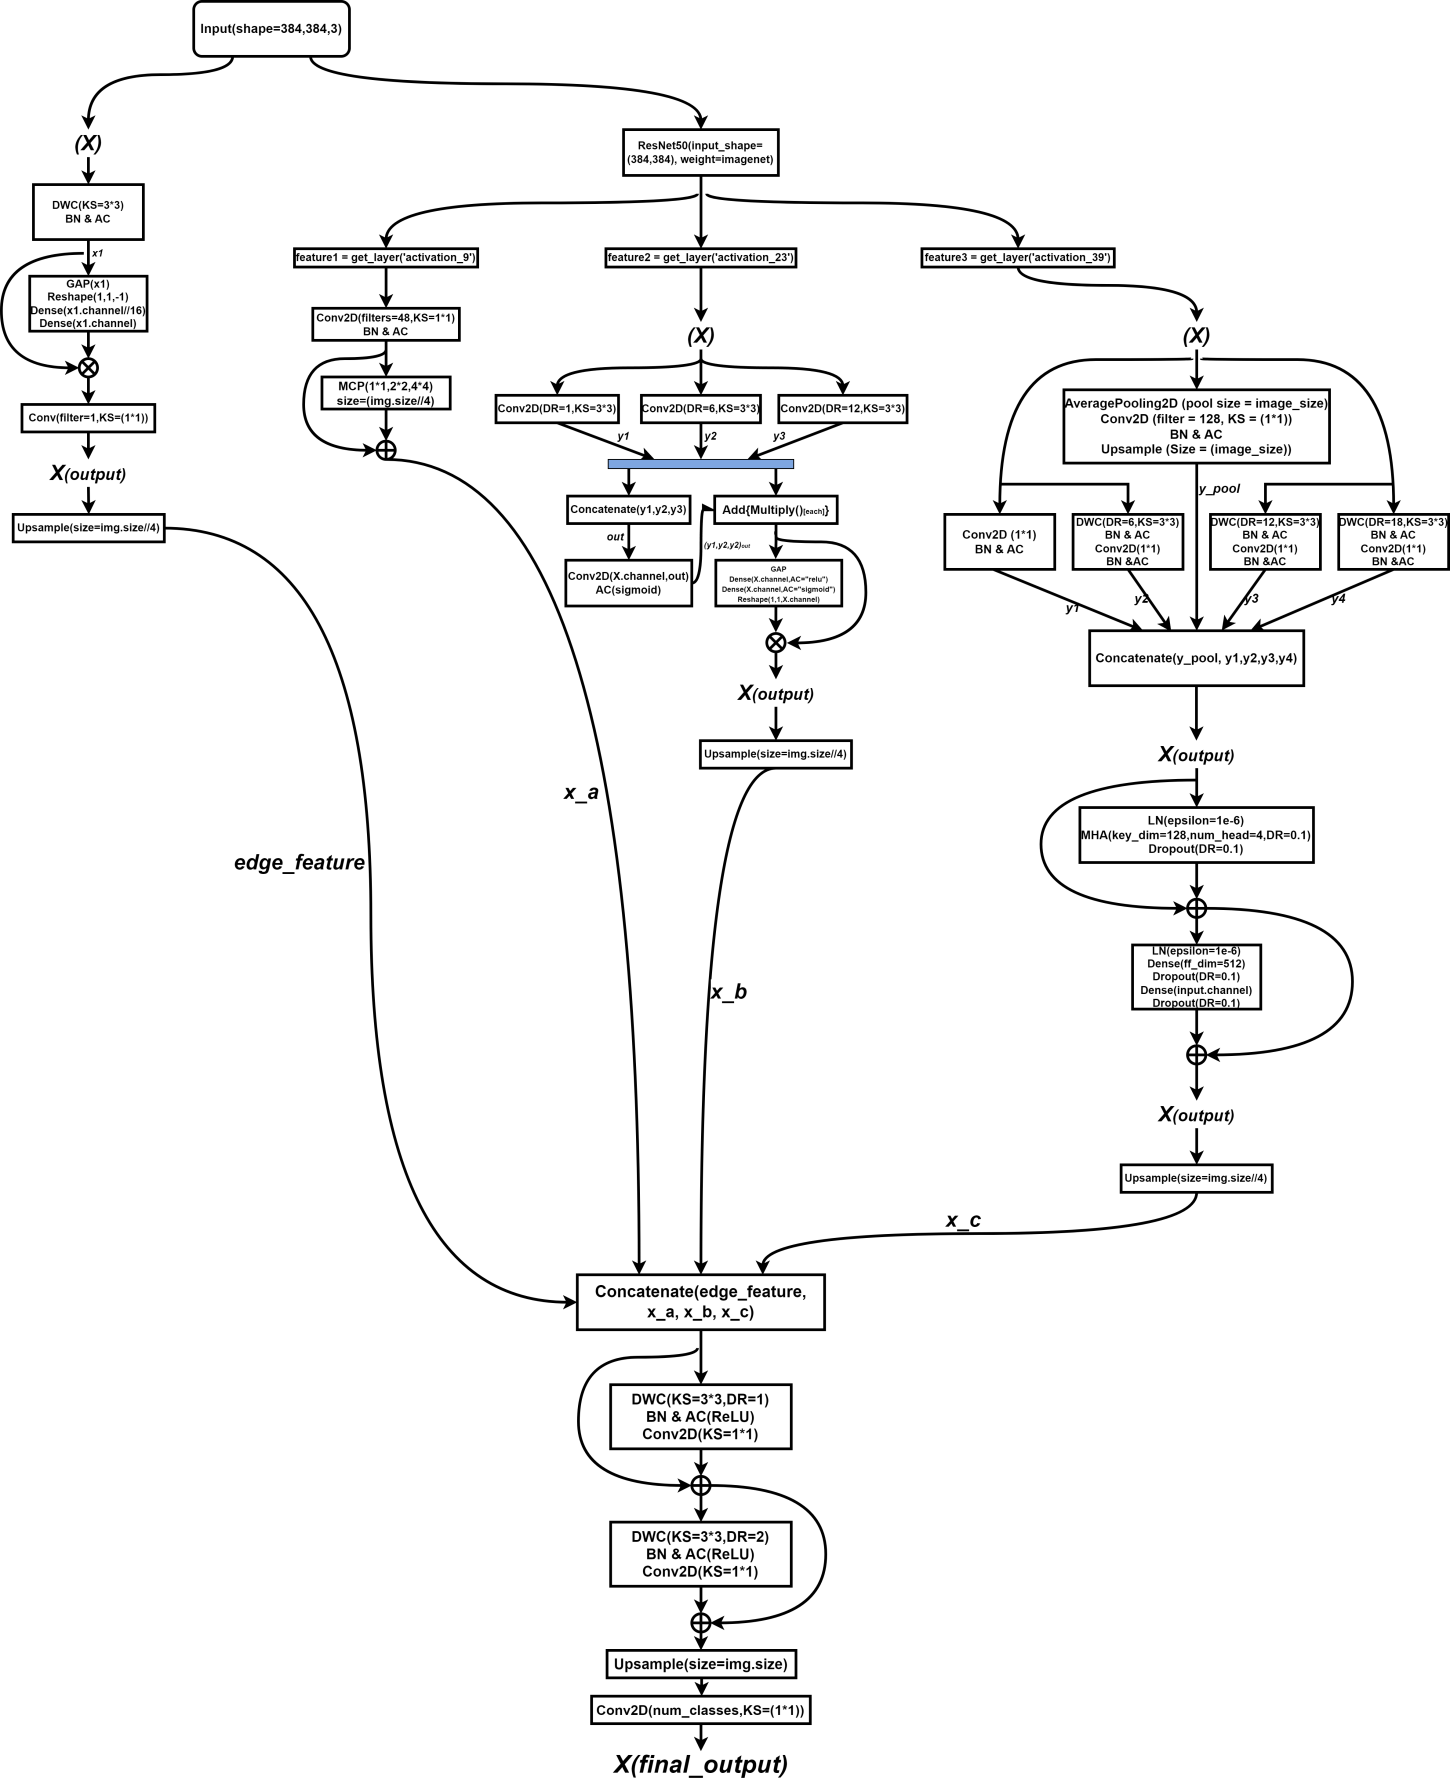 Input(shape=384,384,3)
(X)
DWC(KS=3*3)
BN & AC
x1
GAP(x1)
Reshape(1,1,-1)
Dense(x1.channel//16)
Dense(x1.channel)
Conv(filter=1,KS=(1*1))
X(output)
Upsample(size=img.size//4)
edge_feature
ResNet50(input_shape=
(384,384), weight=imagenet)
feature1 = get_layer('activation_9')
Conv2D(filters=48,KS=1*1)
BN & AC
MCP(1*1,2*2,4*4)
size=(img.size//4)
x_a
feature2 = get_layer('activation_23')
(X)
Conv2D(DR=1,KS=3*3)
Conv2D(DR=6,KS=3*3)
Conv2D(DR=12,KS=3*3)
y1
y2
y3
Concatenate(y1,y2,y3)
out
Conv2D(X.channel,out)
AC(sigmoid)
Add{Multiply()[each]}
(y1,y2,y2)out
GAP
Dense(X.channel,AC="relu")
Dense(X.channel,AC="sigmoid")
Reshape(1,1,X.channel)
X(output)
Upsample(size=img.size//4)
x_b
feature3 = get_layer('activation_39')
(X)
AveragePooling2D (pool size = image_size)
Conv2D (filter = 128, KS = (1*1))
BN & AC
Upsample (Size = (image_size))
y_pool
Conv2D (1*1)
BN & AC
DWC(DR=6,KS=3*3)
BN & AC
Conv2D(1*1)
BN &AC
DWC(DR=12,KS=3*3)
BN & AC
Conv2D(1*1)
BN &AC
DWC(DR=18,KS=3*3)
BN & AC
Conv2D(1*1)
BN &AC
y1
y2
y3
y4
Concatenate(y_pool, y1,y2,y3,y4)
X(output)
LN(epsilon=1e-6)
MHA(key_dim=128,num_head=4,DR=0.1)
Dropout(DR=0.1)
LN(epsilon=1e-6)
Dense(ff_dim=512)
Dropout(DR=0.1)
Dense(input.channel)
Dropout(DR=0.1)
X(output)
Upsample(size=img.size//4)
x_c
Concatenate(edge_feature,
x_a, x_b, x_c)
DWC(KS=3*3,DR=1)
BN & AC(ReLU)
Conv2D(KS=1*1)
DWC(KS=3*3,DR=2)
BN & AC(ReLU)
Conv2D(KS=1*1)
Upsample(size=img.size)
Conv2D(num_classes,KS=(1*1))
X(final_output)